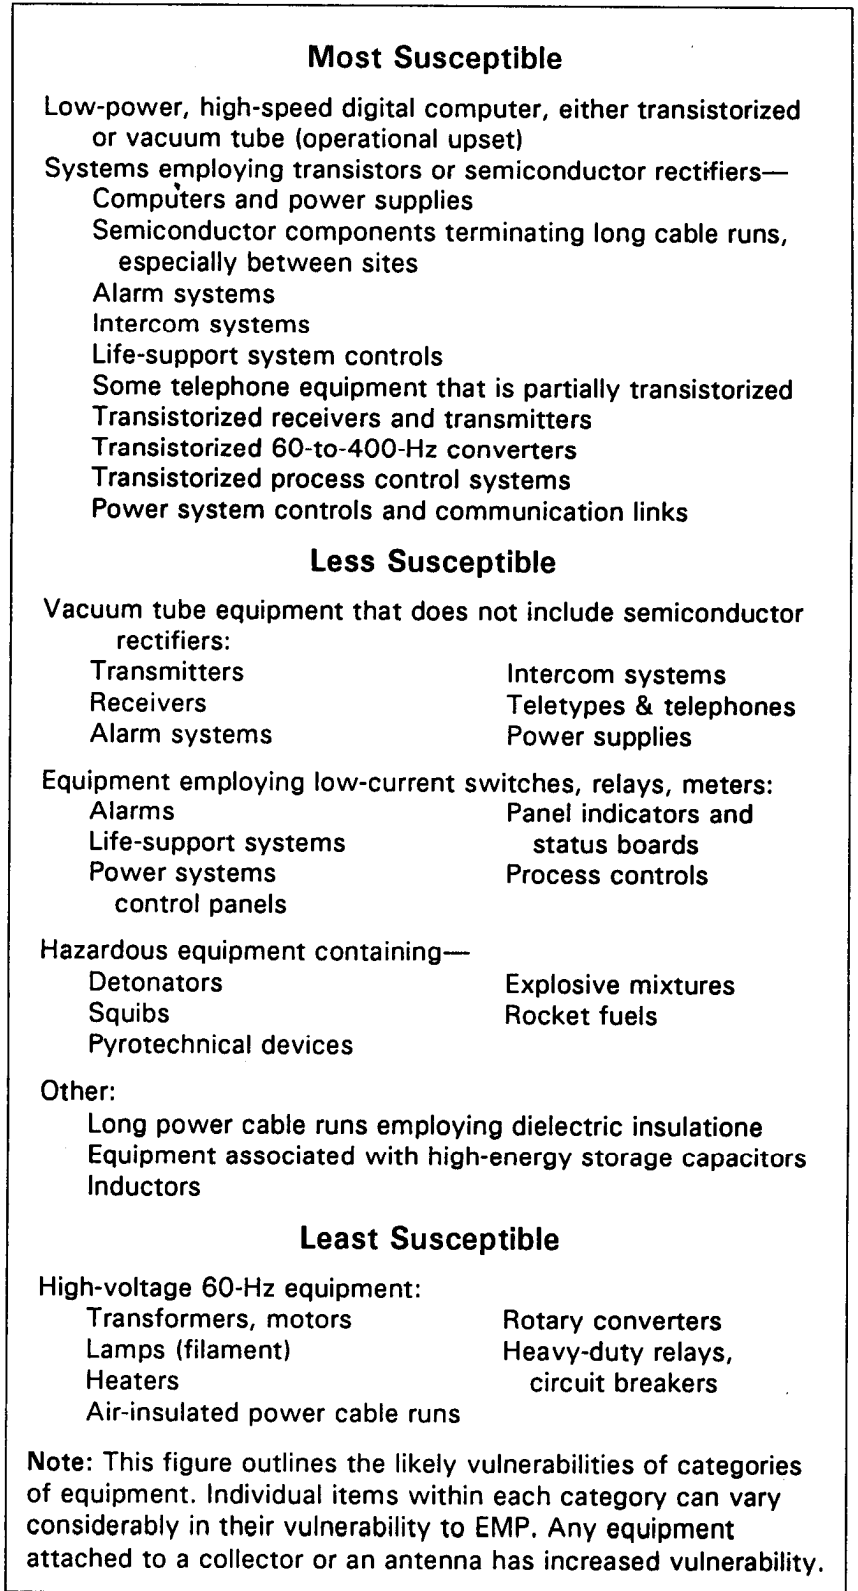 Most Susceptible
Low-power, high-speed digital computer, either transistorized
or vacuum tube (operational upset)
Systems employing transistors or semiconductor rectifiers—
Computers and power supplies
Semiconductor components terminating long cable runs,
especially between sites
Alarm systems
Intercom systems
Life-support system controls
Some telephone equipment that is partially transistorized
Transistorized receivers and transmitters
Transistorized 60-to-400-Hz converters
Transistorized process control systems
Power system controls and communication links
Less Susceptible
Vacuum tube equipment that does not include semiconductor
rectifiers:
Transmitters
Receivers
Alarm systems
Intercom systems
Teletypes & telephones
Power supplies
Equipment employing low-current switches, relays, meters:
Alarms
Life-support systems
Power systems
control panels
Panel indicators and
status boards
Process controls
Hazardous equipment containing—
Detonators
Squibs
Pyrotechnical devices
Explosive mixtures
Rocket fuels
Other:
Long power cable runs employing dielectric insulatione
Equipment associated with high-energy storage capacitors
Inductors
Least Susceptible
High-voltage 60-Hz equipment:
Transformers, motors
Lamps (filament)
Heaters
Air-insulated power cable runs
Rotary converters
Heavy-duty relays,
circuit breakers
Note: This figure outlines the likely vulnerabilities of categories
of equipment. Individual items within each category can vary
considerably in their vulnerability to EMP. Any equipment
attached to a collector or an antenna has increased vulnerability.